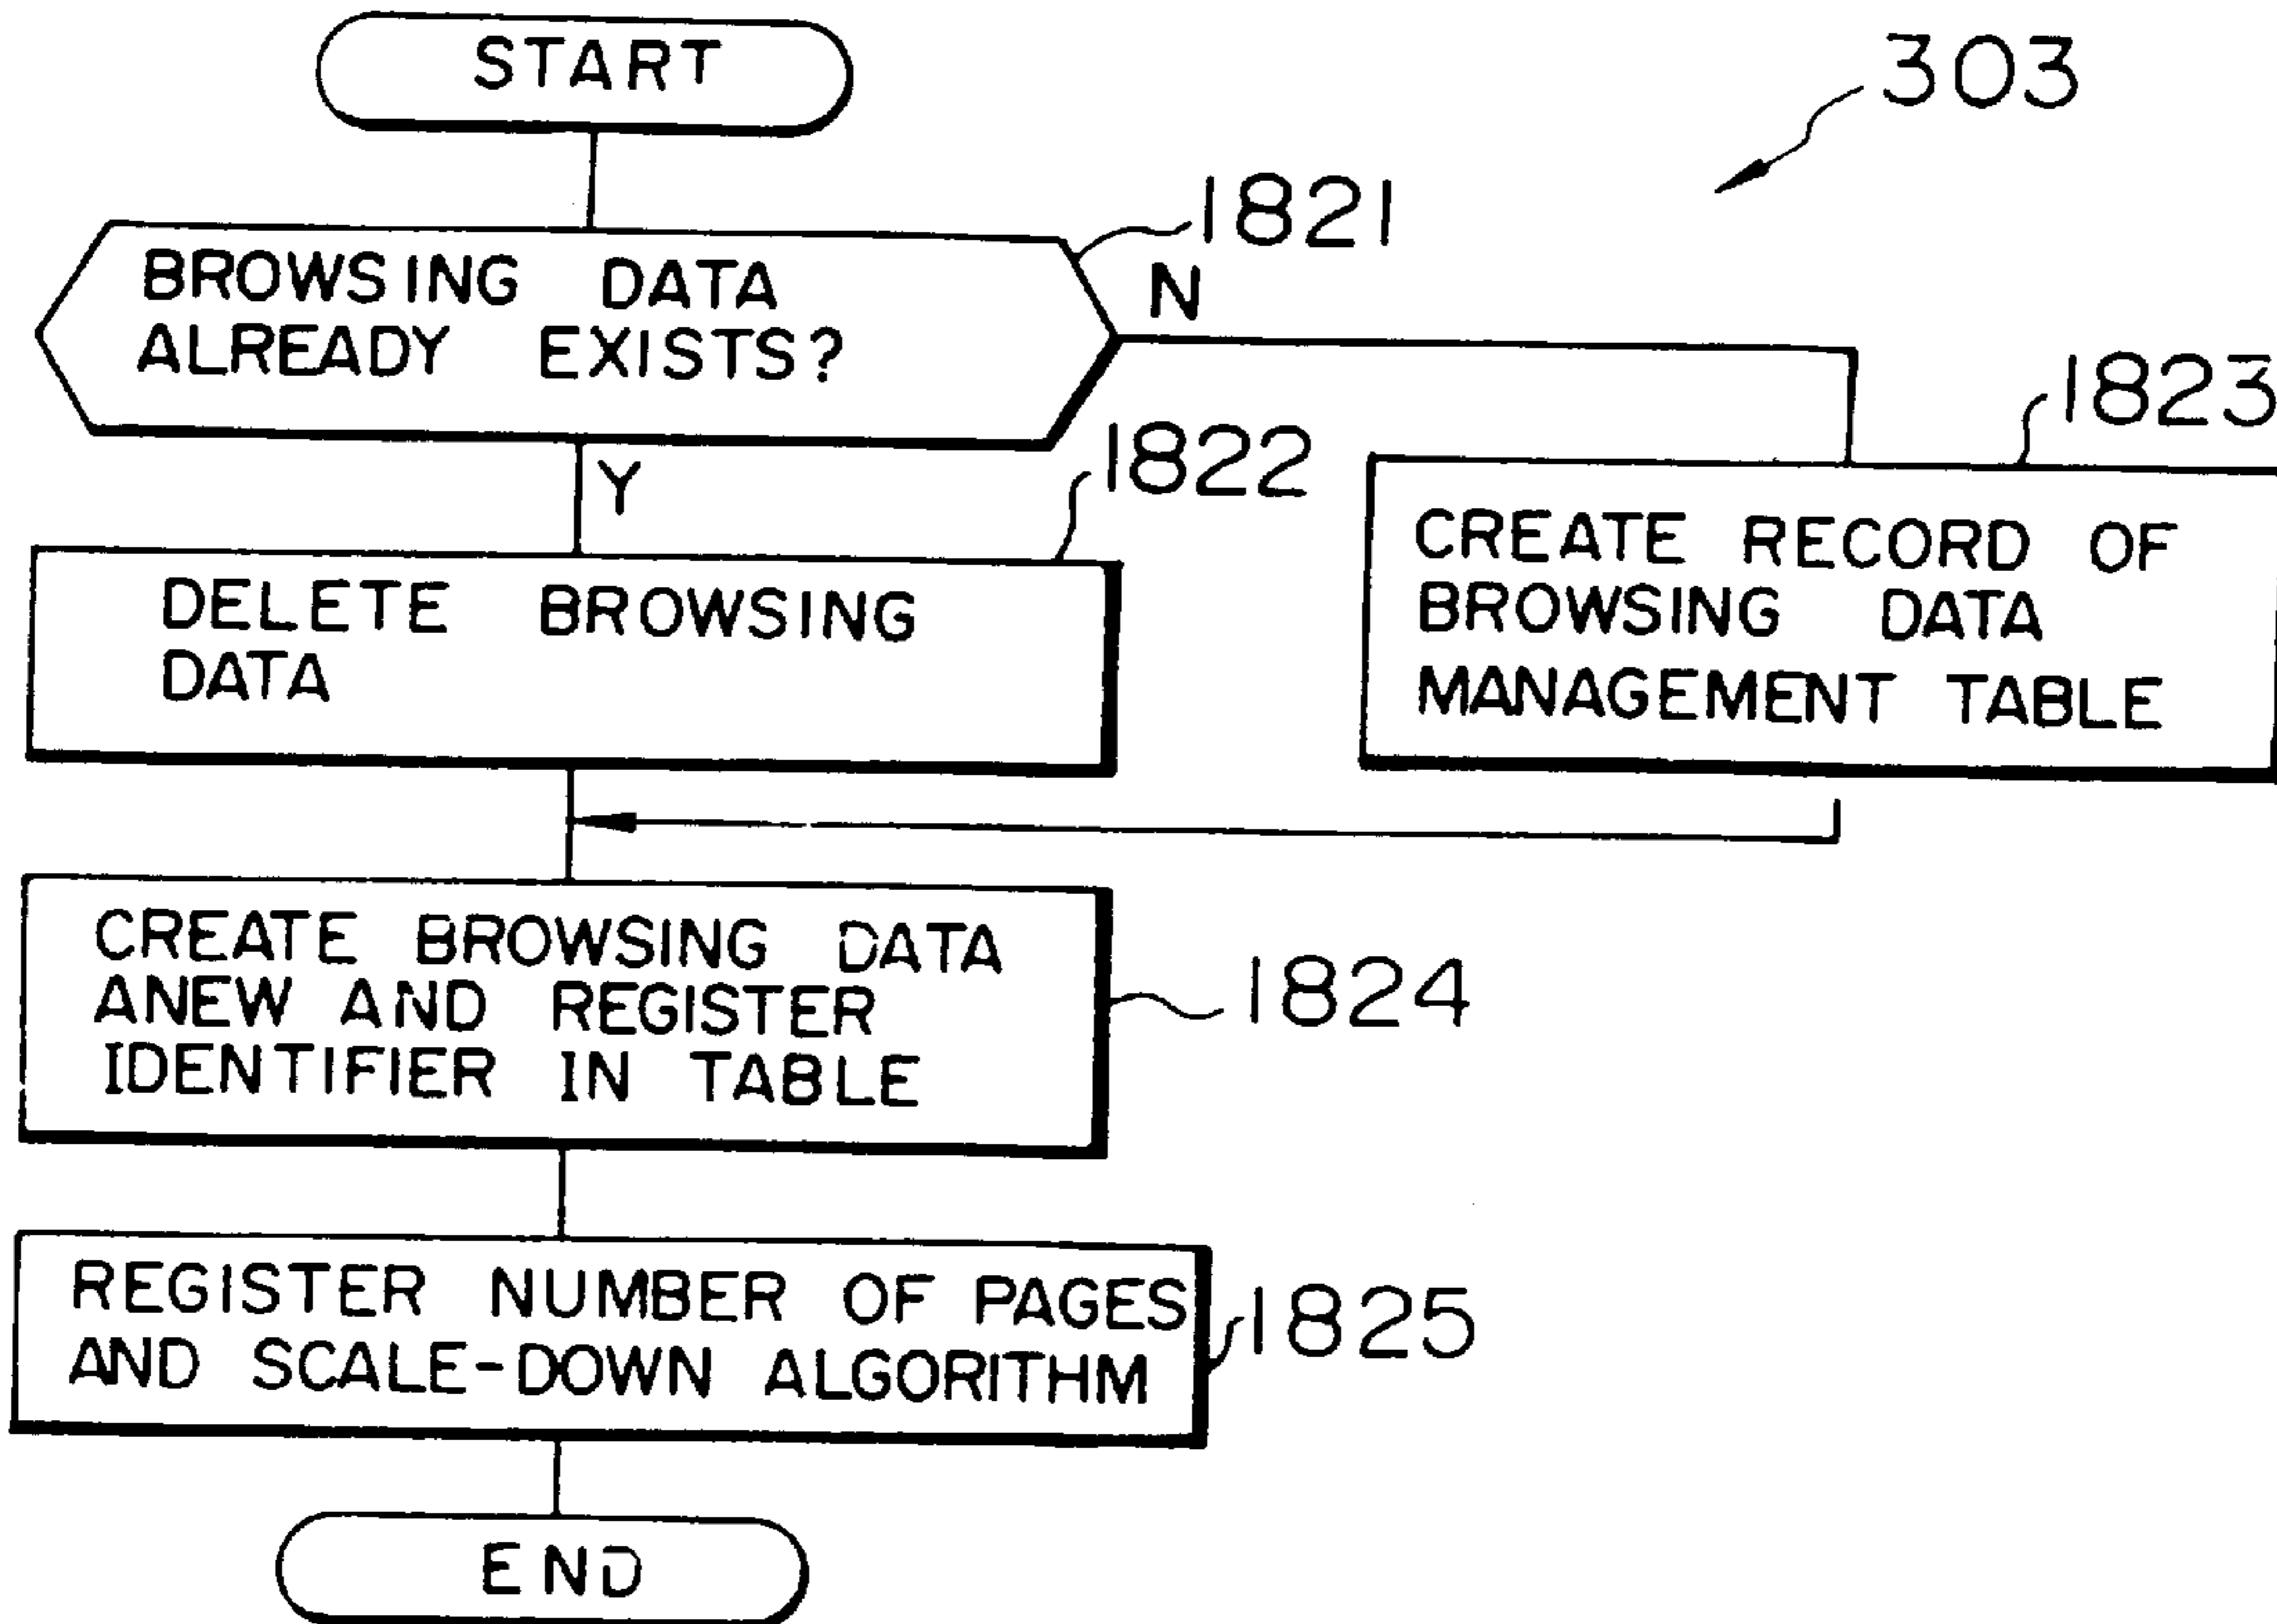 START
303
1821
BROWSING DATA
ALREADY EXISTS?
N
Y
1822
1823
DELETE BROWSING
DATA
CREATE RECORD OF
BROWSING DATA
MANAGEMENT TABLE
CREATE BROWSING DATA
ANEW AND REGISTER
IDENTIFIER IN TABLE
1824
REGISTER NUMBER OF PAGES
AND SCALE-DOWN ALGORITHM
1825
END